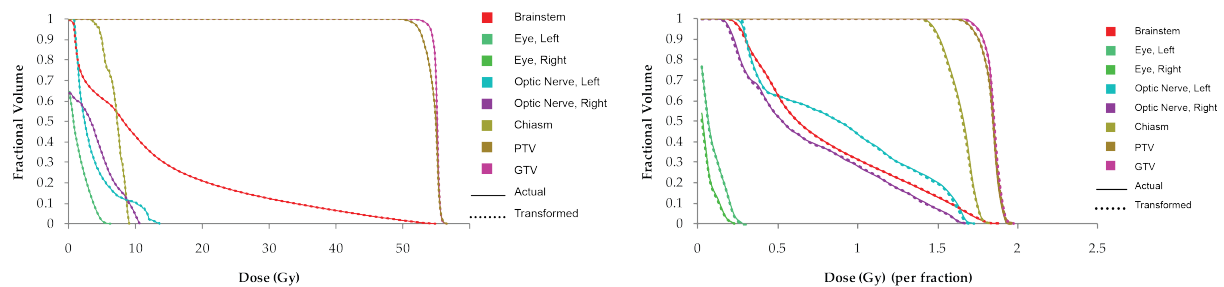 1
0.9
0.8
0.7
0.6
0.5
0.4
0.3
0.2
0.1
0
Fractional Volume
0 10 20 30 40 50
Dose (Gy)
Brainstem
Eye, Left
Eye, Right
Optic Nerve, Left
Optic Nerve, Right
Chiasm
PTV
GTV
Actual
Transformed
1
0.9
0.8
0.7
0.6
0.5
0.4
0.3
0.2
0.1
0
Fractional Volume
0 0.5 1 1.5 2 2.5
Dose (Gy) (per fraction)
Brainstem
Eye, Left
Eye, Right
Optic Nerve, Left
Optic Nerve, Right
Chiasm
PTV
GTV
Actual
Transformed